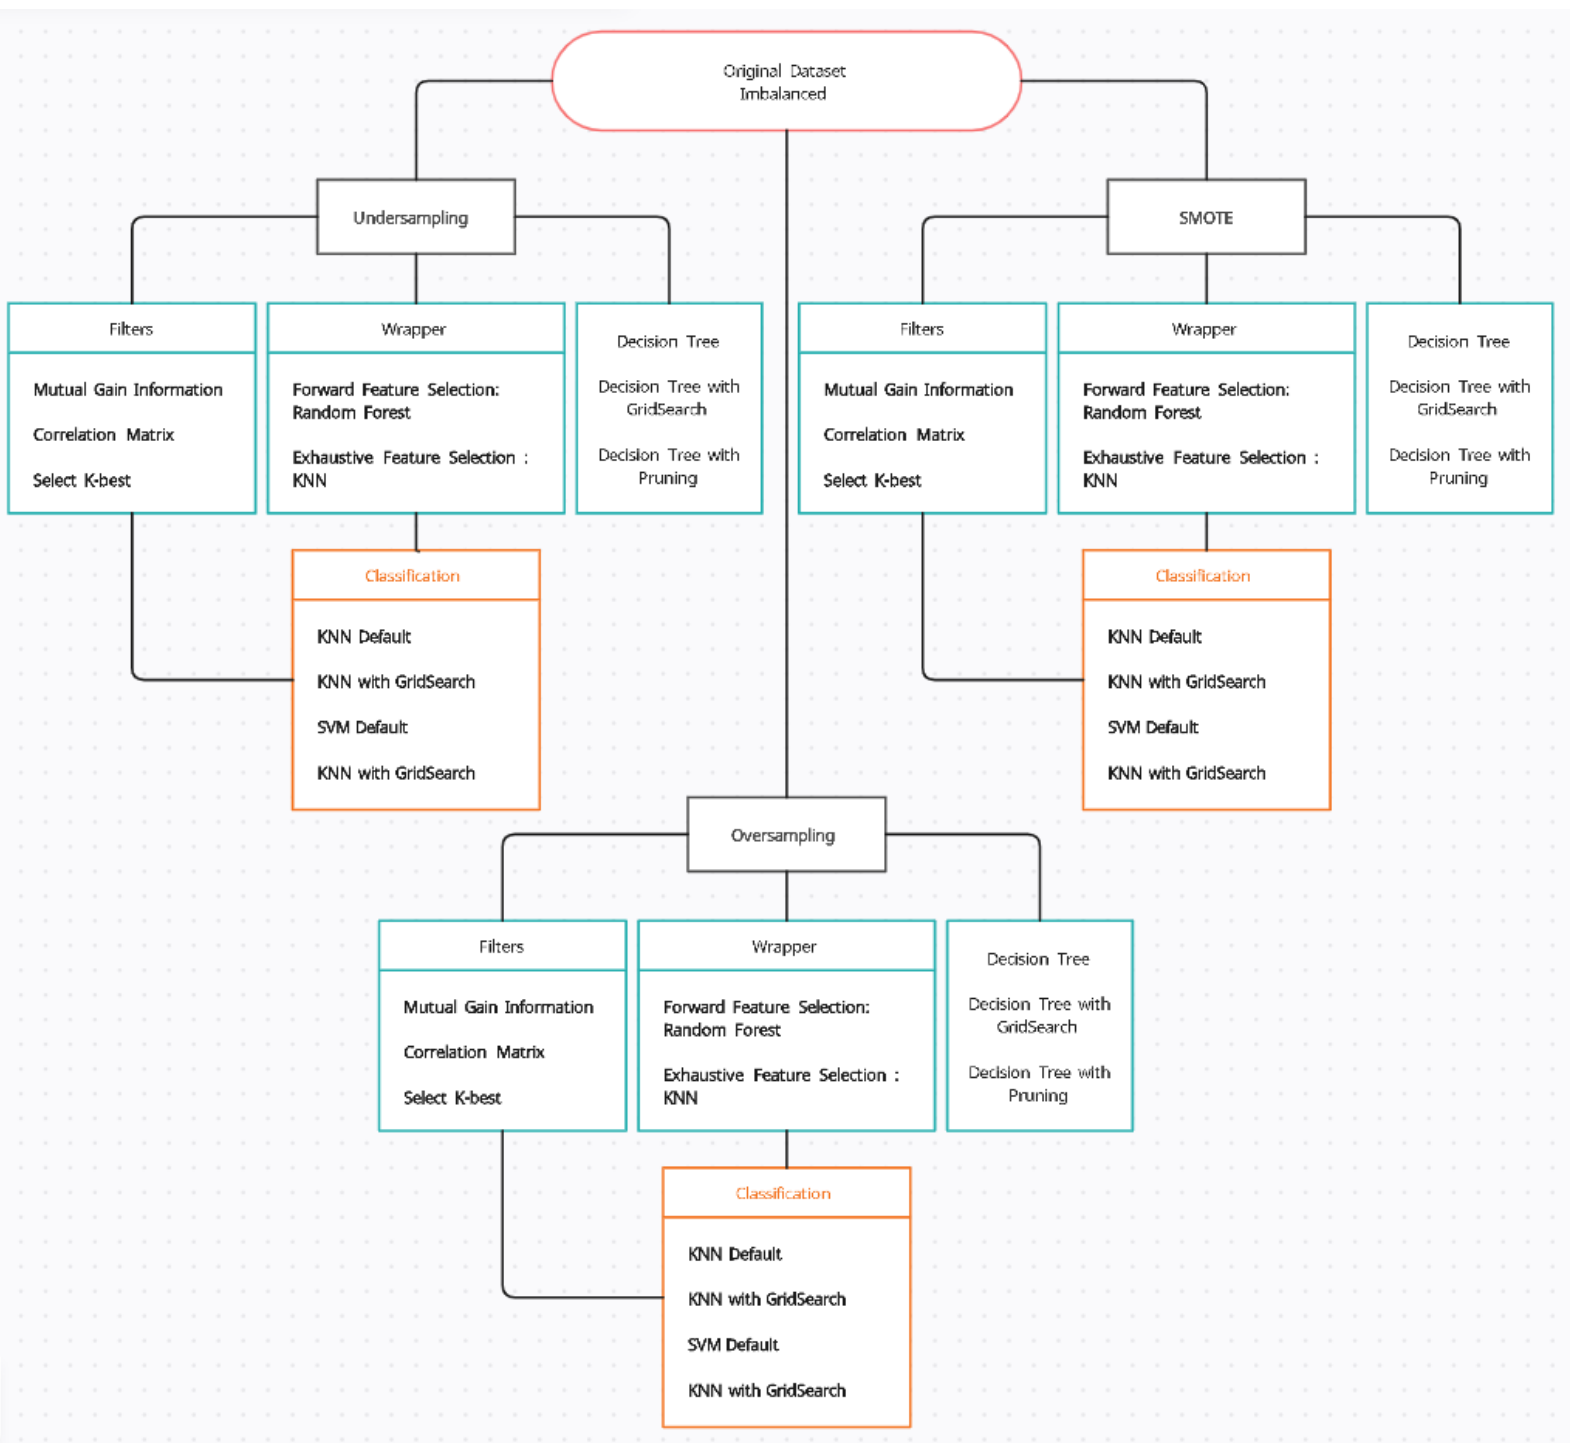 Original Dataset
Imbalanced
Undersampling
Filters
Mutual Gain Information
Correlation Matrix
Select K-best
Wrapper
Forward Feature Selection:
Random Forest
Exhaustive Feature Selection :
KNN
Decision Tree
Decision Tree with
GridSearch
Decision Tree with
Pruning
Classification
KNN Default
KNN with GridSearch
SVM Default
KNN with GridSearch
SMOTE
Filters
Mutual Gain Information
Correlation Matrix
Select K-best
Wrapper
Forward Feature Selection:
Random Forest
Exhaustive Feature Selection :
KNN
Decision Tree
Decision Tree with
GridSearch
Decision Tree with
Pruning
Classification
KNN Default
KNN with GridSearch
SVM Default
KNN with GridSearch
Oversampling
Filters
Mutual Gain Information
Correlation Matrix
Select K-best
Wrapper
Forward Feature Selection:
Random Forest
Exhaustive Feature Selection :
KNN
Decision Tree
Decision Tree with
GridSearch
Decision Tree with
Pruning
Classification
KNN Default
KNN with GridSearch
SVM Default
KNN with GridSearch